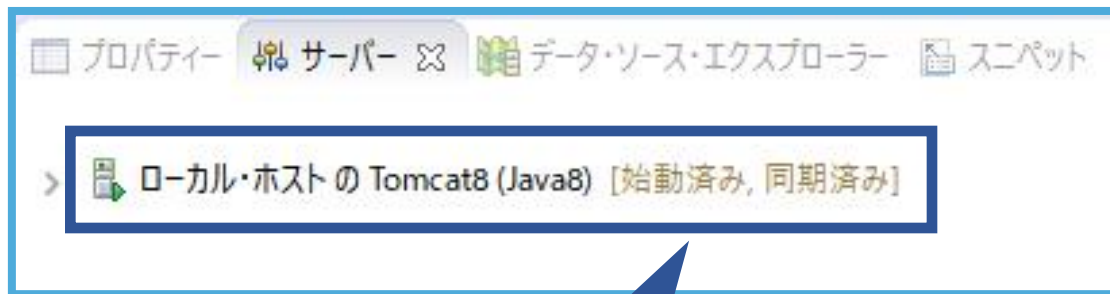 プロパティー サーバー データ・ソース・エクスプローラー スニペット
ローカル・ホスト の Tomcat8 (Java8) [始動済み, 同期済み]